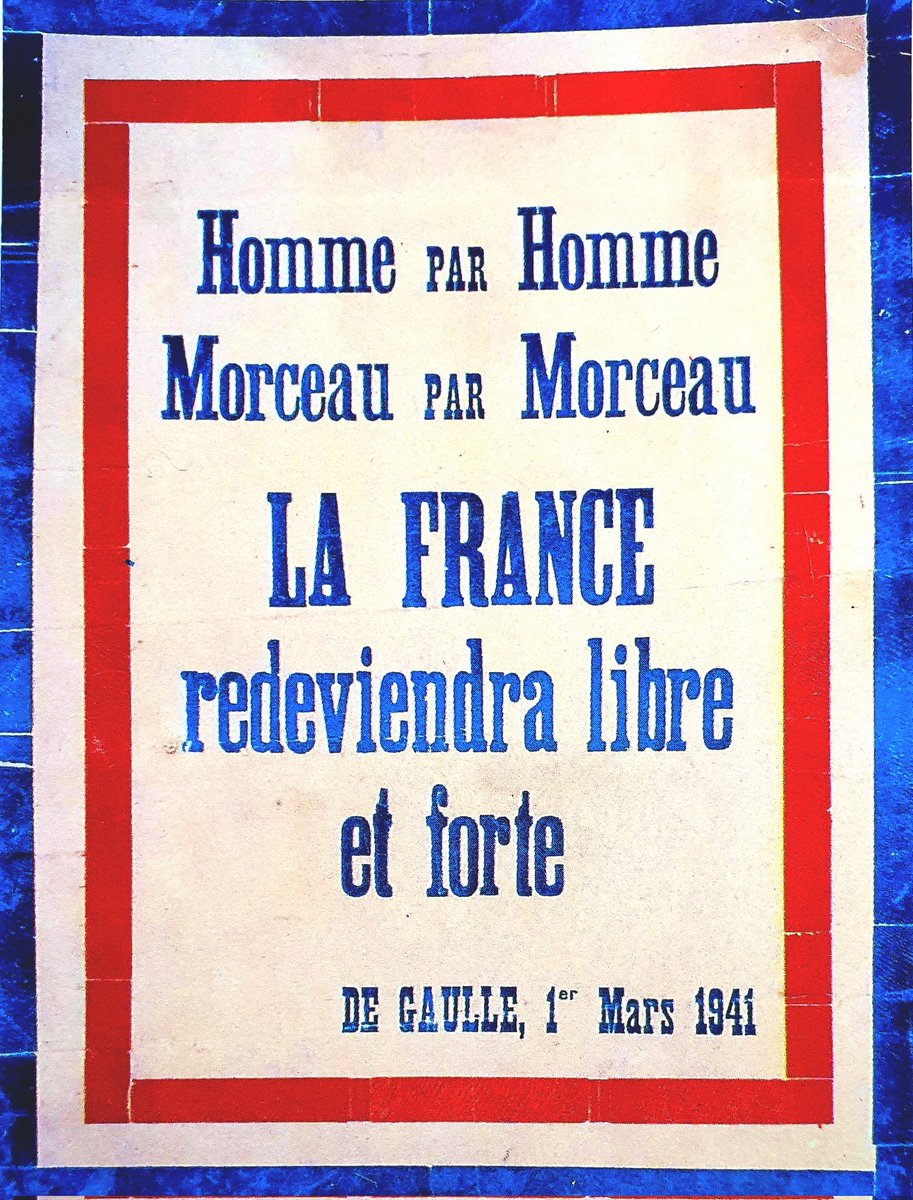 Homme PAR Homme
Morceau PAR Morceau
LA FRANCE
redeviendra libre
et forte
DE GAULLE, 1er Mars 1941